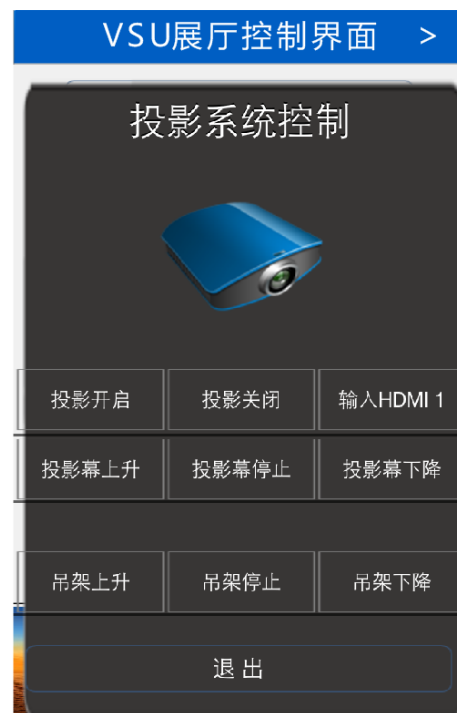 VSU展厅控制界面 >
投影系统控制
投影开启 投影关闭 输入HDMI 1
投影幕上升 投影幕停止 投影幕下降
吊架上升 吊架停止 吊架下降
退出